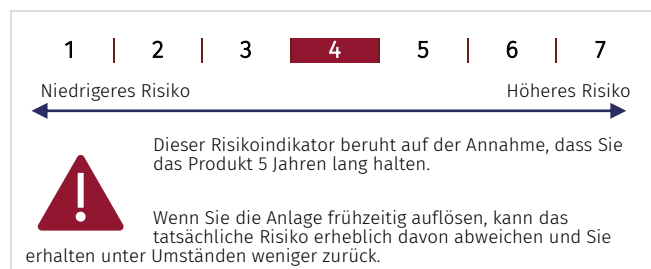 1 | 2 | 3 | 4 | 5 | 6 | 7
Niedrigeres Risiko Höheres Risiko
Dieser Risikoindikator beruht auf der Annahme, dass Sie
das Produkt 5 Jahren lang halten.
Wenn Sie die Anlage frühzeitig auflösen, kann das
tatsächliche Risiko erheblich davon abweichen und Sie
erhalten unter Umständen weniger zurück.